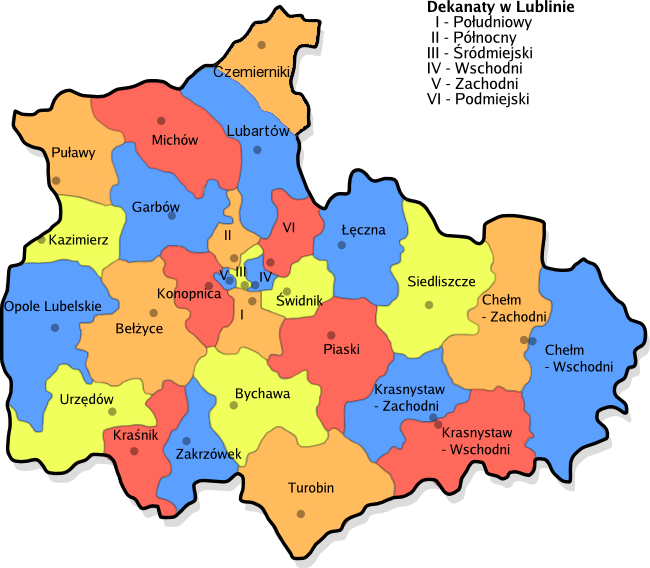 Dekanaty w Lublinie
I - Południowy
II - Północny
III - Śródmiejski
IV - Wschodni
V - Zachodni
VI - Podmiejski
Czemierniki
Lubartów
Michów
Puławy
Garbów
Kazimierz
II
VI
Łęczna
V
III
IV
Siedliszcze
Konopnica
Świdnik
Chełm
- Zachodni
Opole Lubelskie
I
Bełżyce
Piaski
Chełm
- Wschodni
Urzędów
Bychawa
Krasnystaw
- Zachodni
Kraśnik
Zakrzówek
Krasnystaw
- Wschodni
Turobin